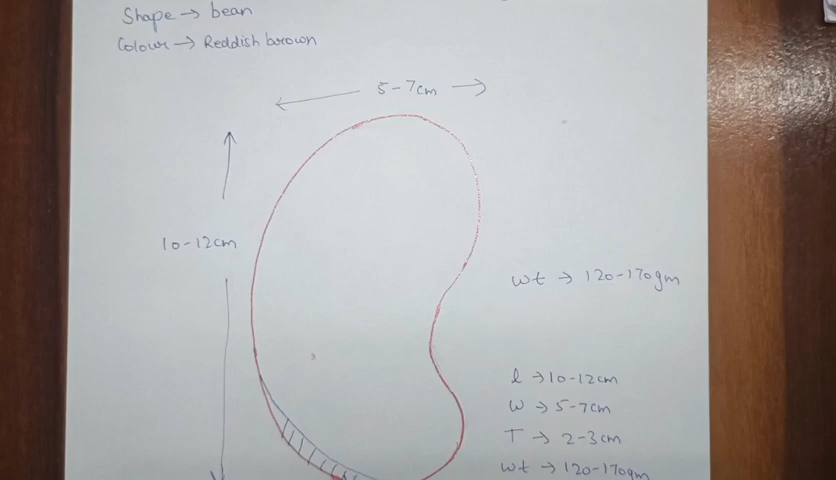 Shape → bean
Colour → Reddish brown
5-7cm
10-12cm
wt → 120-170gm
l → 10-12cm
W → 5-7cm
T → 2-3cm
wt → 120-170gm